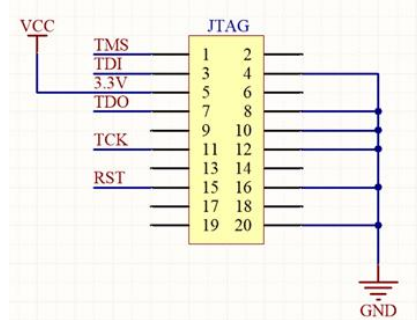 VCC
JTAG
TMS 1 2
TDI 3 4
3.3V 5 6
TDO 7 8
9 10
TCK 11 12
13 14
RST 15 16
17 18
19 20
GND